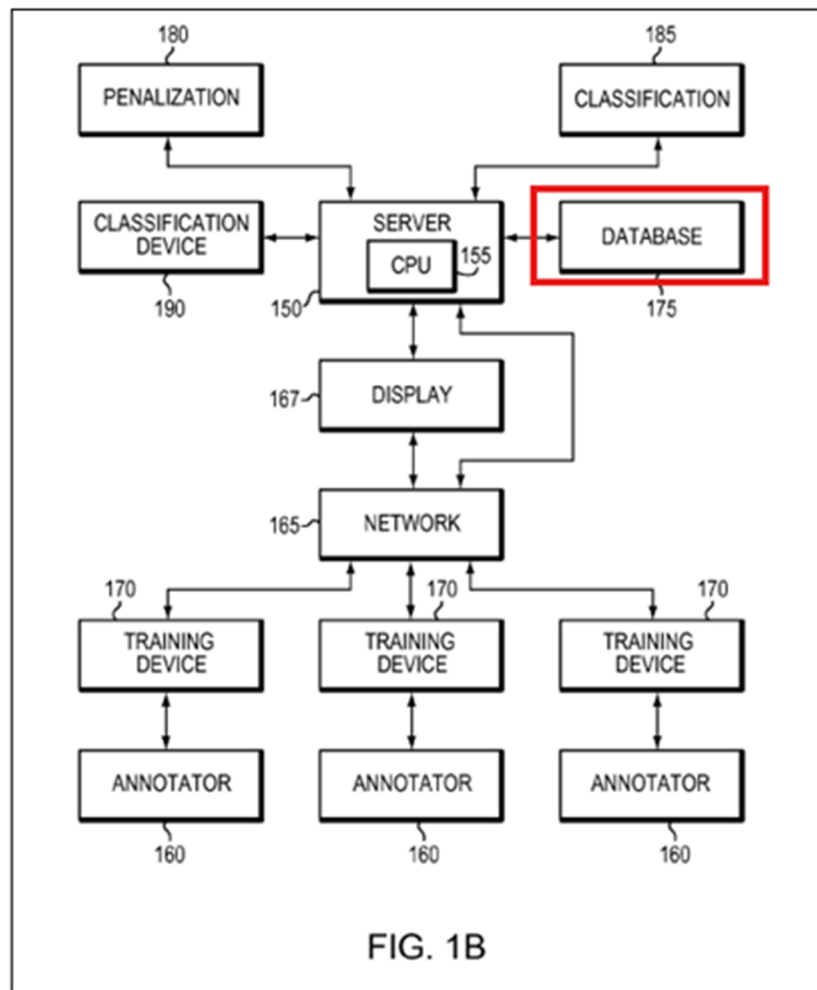 180
185
PENALIZATION
CLASSIFICATION
CLASSIFICATION
DEVICE
190
SERVER
CPU
155
150
DATABASE
175
167
DISPLAY
165
NETWORK
170
170
170
TRAINING
DEVICE
TRAINING
DEVICE
TRAINING
DEVICE
ANNOTATOR
ANNOTATOR
ANNOTATOR
160
160
160
FIG. 1B